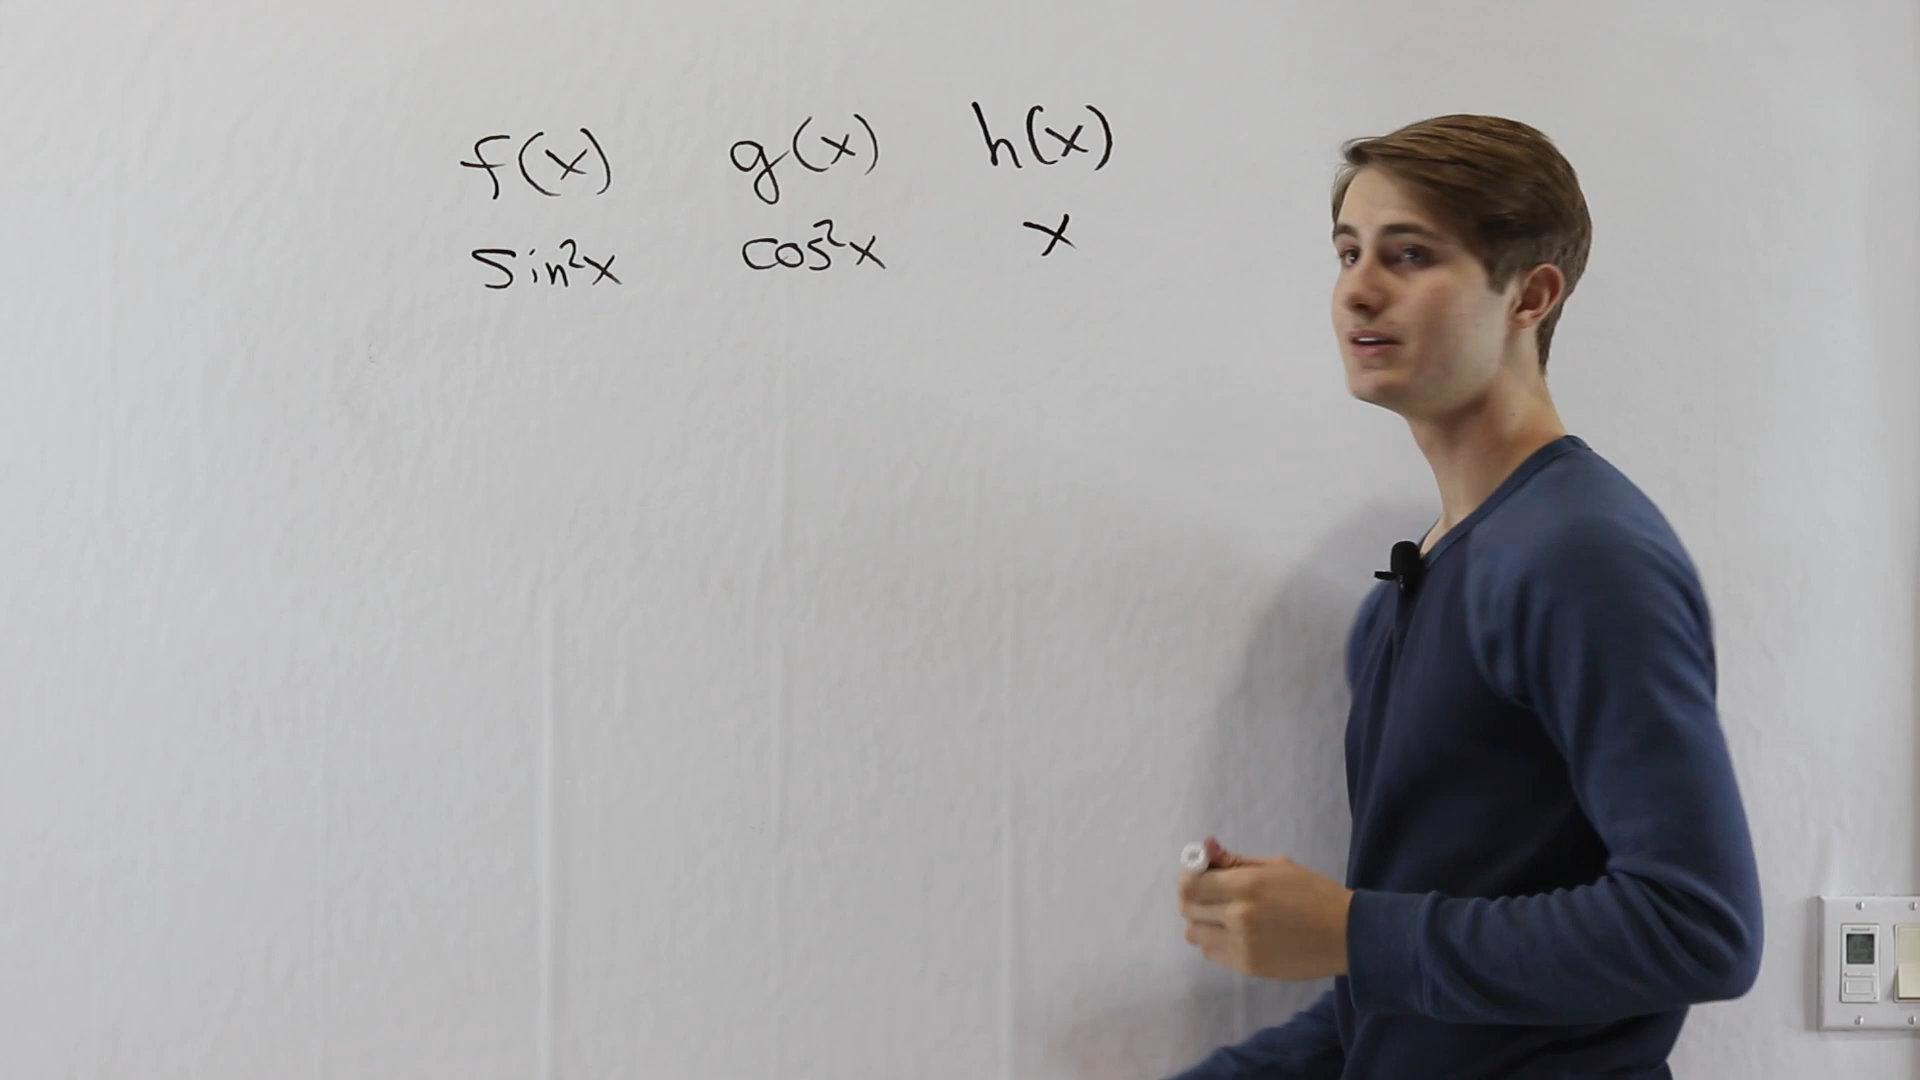 f(x) g(x) h(x)
sin²x cos²x x